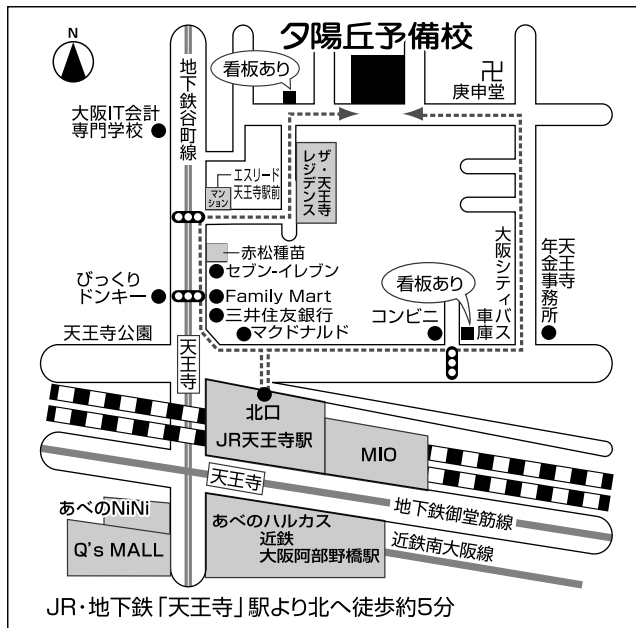 N
夕陽丘予備校
看板あり
卍
庚申堂
大阪IT会計
専門学校
地下鉄谷町線
マン
ション
エスリード
天王寺駅前
ザ・天王寺
レジデンス
赤松種苗
セブン-イレブン
びっくり
ドンキー
Family Mart
三井住友銀行
マクドナルド
コンビニ
看板あり
大阪シティバス
車庫
天王寺
年金事務所
天王寺公園
天王寺
北口
JR天王寺駅
MIO
天王寺
地下鉄御堂筋線
あべのNiNi
Q's MALL
あべのハルカス
近鉄
大阪阿部野橋駅
近鉄南大阪線
JR・地下鉄「天王寺」駅より北へ徒歩約5分